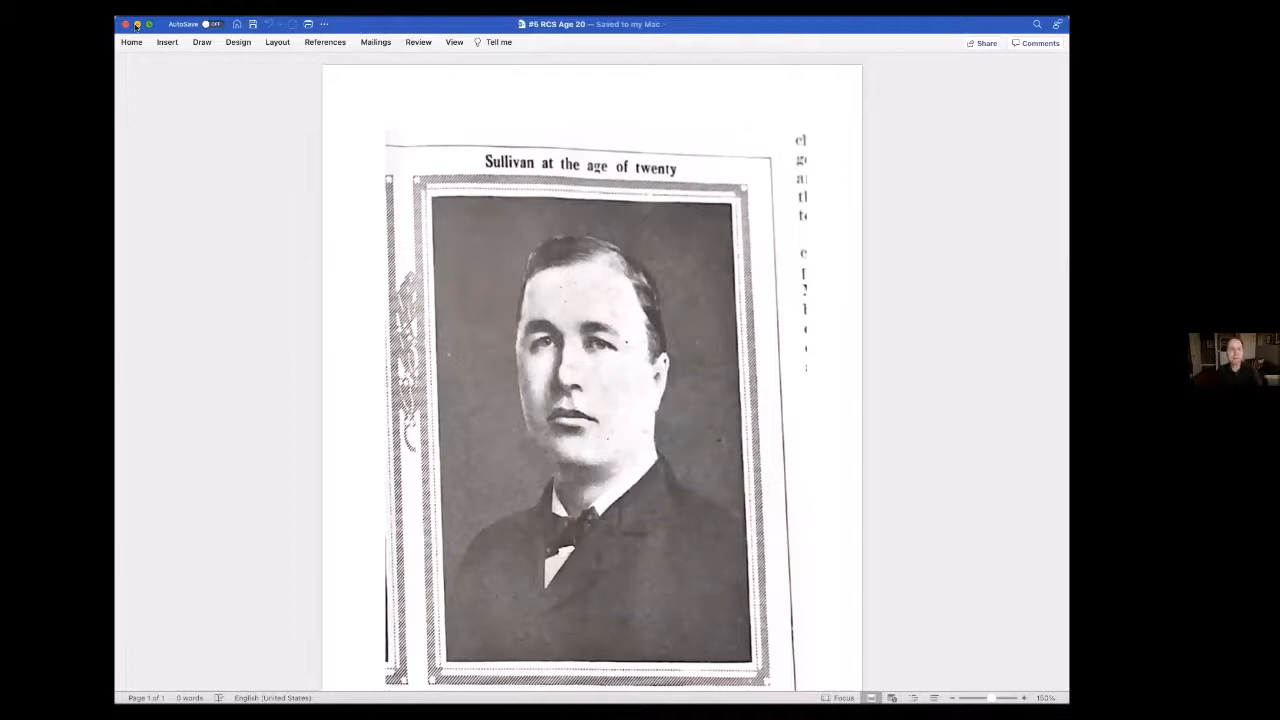 AutoSave OFF
#5 RCS Age 20 — Saved to my Mac
Home Insert Draw Design Layout References Mailings Review View Tell me
Share Comments
Sullivan at the age of twenty
Page 1 of 1 0 words English (United States) Focus 150%